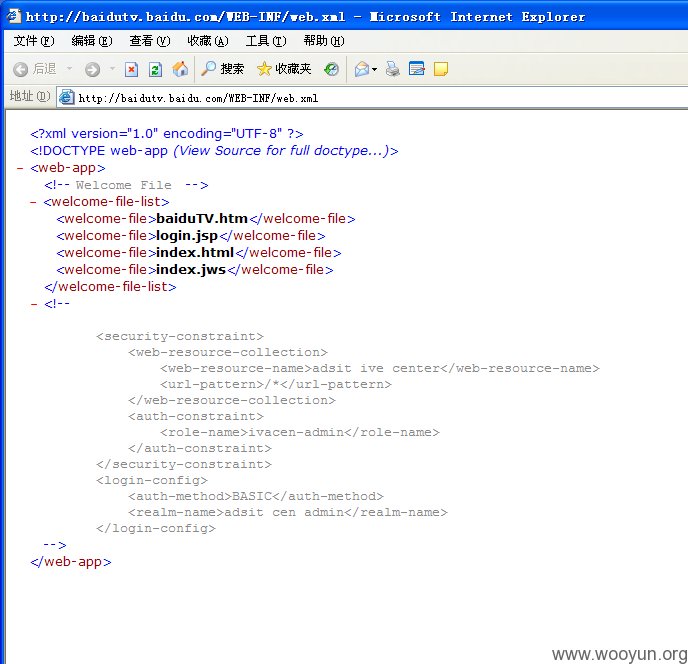 http://baidutv.baidu.com/WEB-INF/web.xml - Microsoft Internet Explorer
文件(F) 编辑(E) 查看(V) 收藏(A) 工具(T) 帮助(H)
后退 搜索 收藏夹
地址(D) http://baidutv.baidu.com/WEB-INF/web.xml
<?xml version="1.0" encoding="UTF-8" ?>
<!DOCTYPE web-app (View Source for full doctype...)>
- <web-app>
<!-- Welcome File -->
- <welcome-file-list>
<welcome-file>baiduTV.htm</welcome-file>
<welcome-file>login.jsp</welcome-file>
<welcome-file>index.html</welcome-file>
<welcome-file>index.jws</welcome-file>
</welcome-file-list>
- <!--
<security-constraint>
<web-resource-collection>
<web-resource-name>adsit ive center</web-resource-name>
<url-pattern>/*</url-pattern>
</web-resource-collection>
<auth-constraint>
<role-name>ivacen-admin</role-name>
</auth-constraint>
</security-constraint>
<login-config>
<auth-method>BASIC</auth-method>
<realm-name>adsit cen admin</realm-name>
</login-config>
-->
</web-app>
www.wooyun.org